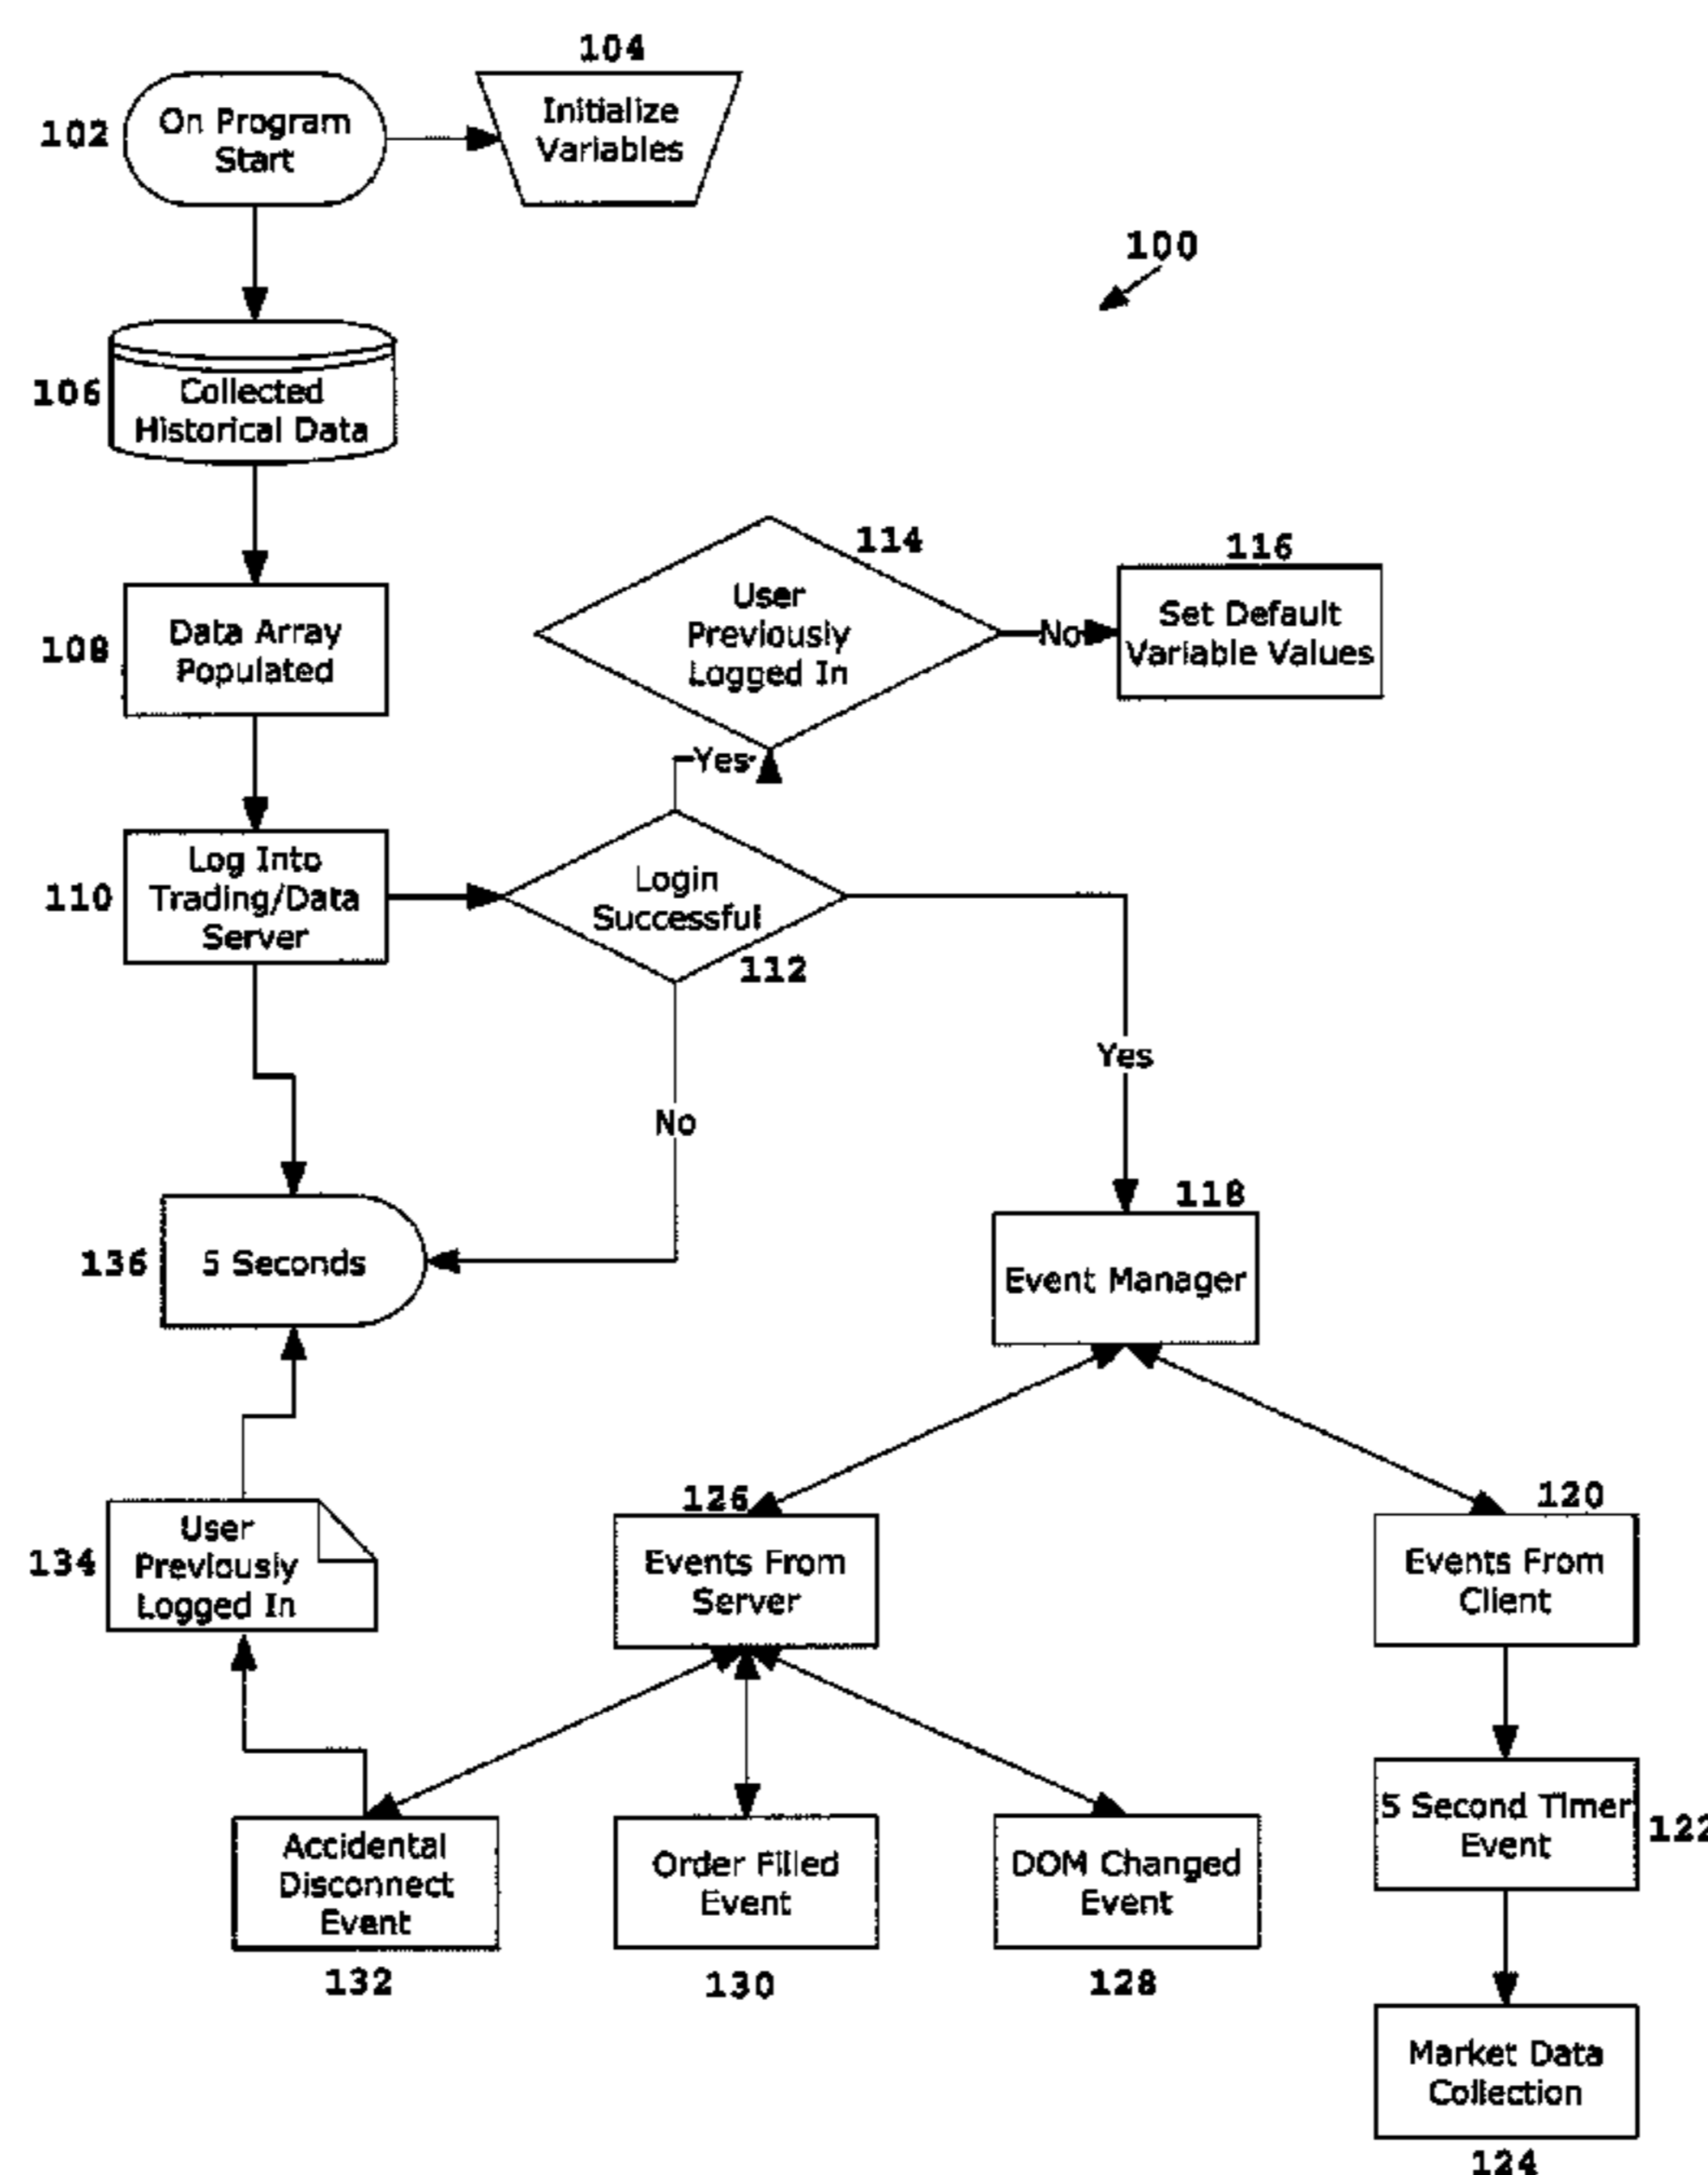 104
102
On Program
Start
Initialize
Variables
100
106
Collected
Historical Data
114
116
108
Data Array
Populated
User
Previously
Logged In
No
Set Default
Variable Values
Yes
110
Log Into
Trading/Data
Server
Login
Successful
112
Yes
No
118
136
5 Seconds
Event Manager
126
120
134
User
Previously
Logged In
Events From
Server
Events From
Client
5 Second Timer
Event
122
Accidental
Disconnect
Event
Order Filled
Event
DOM Changed
Event
132
130
128
Market Data
Collection
124